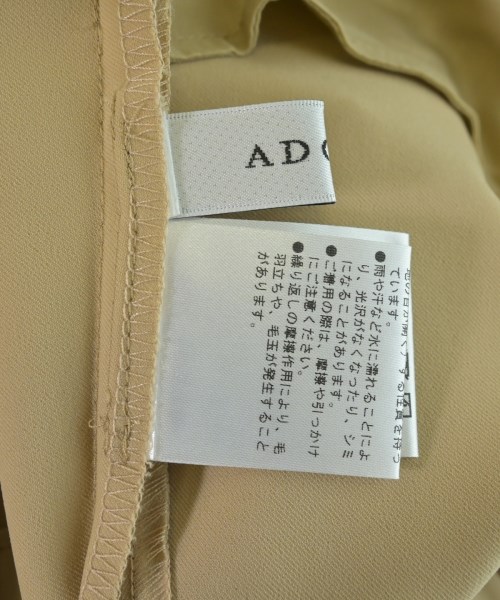 ADO
ています。
●雨や汗など水に濡れることによ
り、光沢がなくなったり、シミ
になることがあります。
●ご着用の際は、摩擦や引っかけ
にご注意ください。
●繰り返しの摩擦作用により、毛
羽立ちや、毛玉が発生すること
があります。